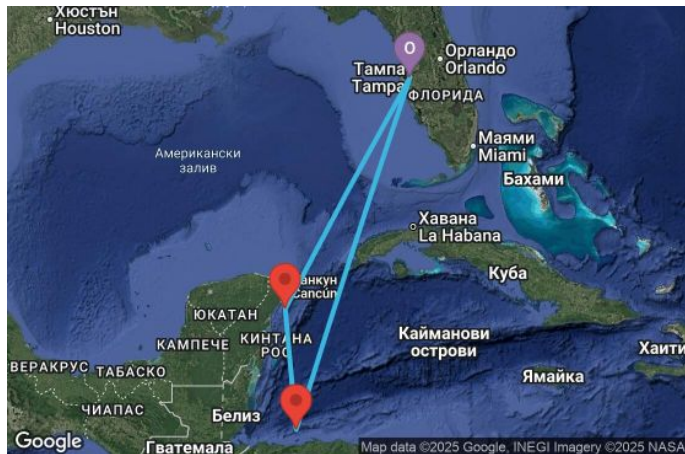 Хюстън
Houston
O
Орландо
Orlando
Тампа
Tampa
ФЛОРИДА
Американски
залив
Маями
Miami
Бахами
Хавана
La Habana
анкун
Cancún
Куба
ЮКАТАН
КАМПЕЧЕ
КИНТАНА
РОО
Кайманови
острови
ВЕРАКРУС
ТАБАСКО
Хаити
Ямайка
ЧИАПАС
Белиз
Google
Гватемала
Map data ©2025 Google, INEGI Imagery ©2025 NASA